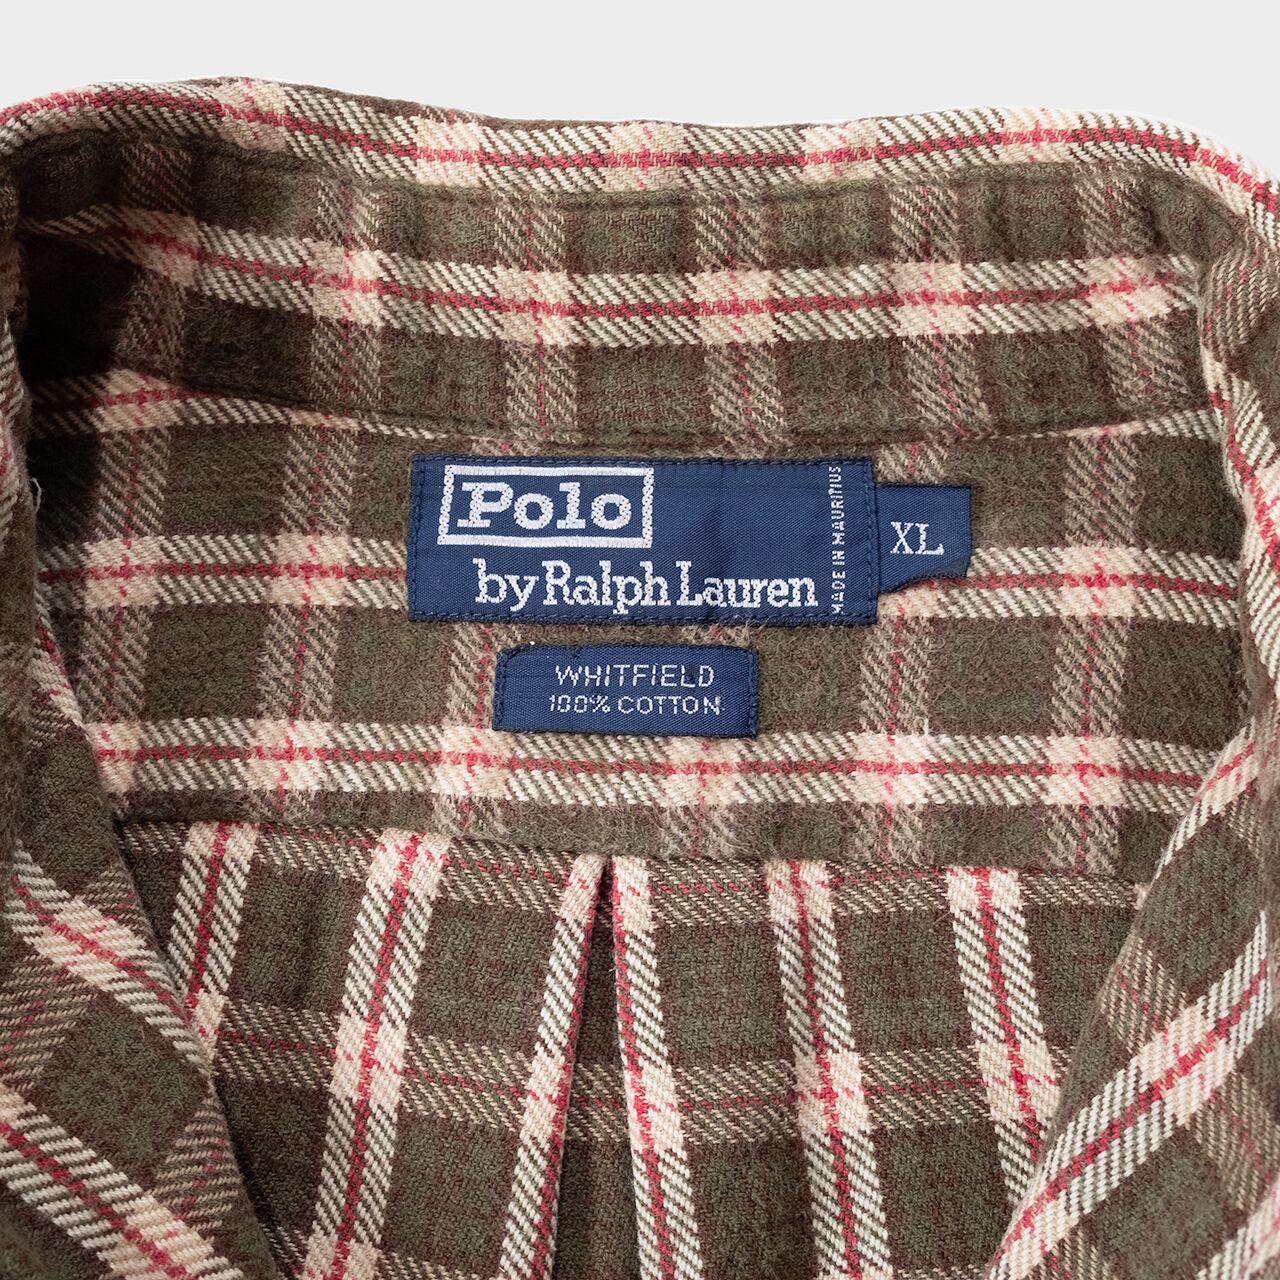 Polo
by Ralph Lauren
MADE IN MAURITIUS
XL
WHITFIELD
100% COTTON